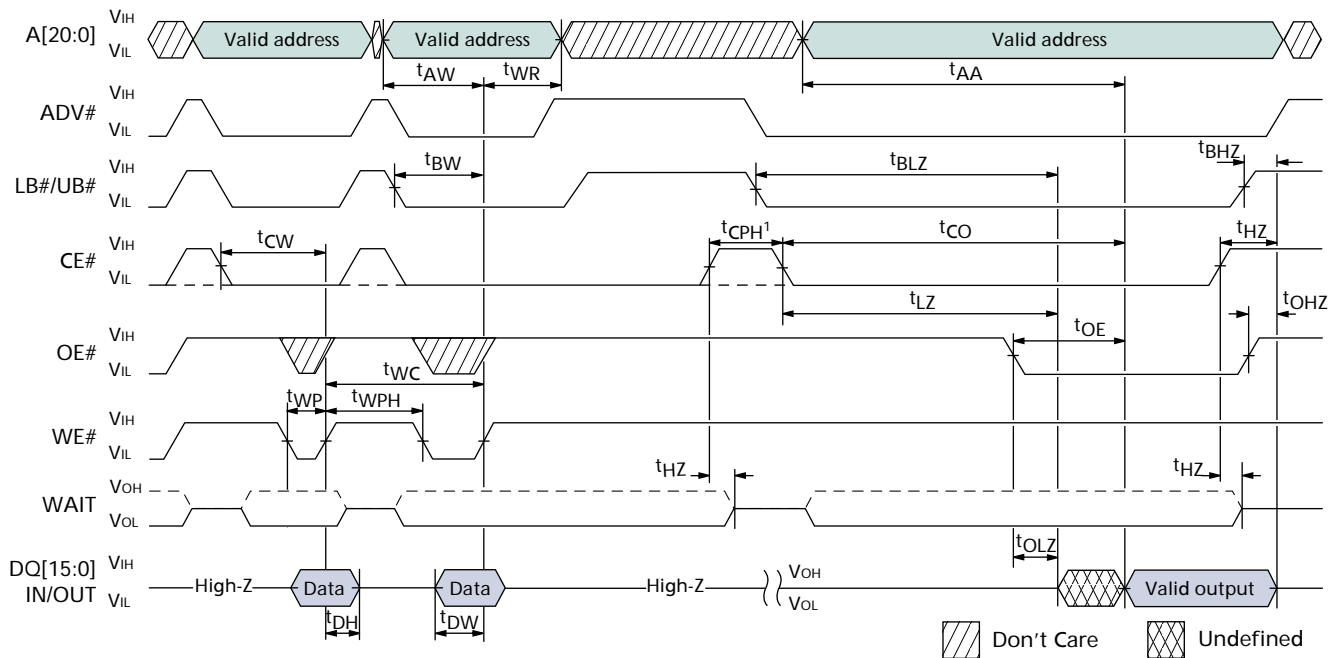 A[20:0] VIH VIL Valid address Valid address Valid address
tAW tWR tAA
ADV# VIH VIL
LB#/UB# VIH VIL tBW tBLZ tBHZ
CE# VIH VIL tCW tCPH1 tCO tHZ
tLZ tOHZ
OE# VIH VIL tOE
tWC
tWP tWPH
WE# VIH VIL
tHZ tHZ
WAIT VOH VOL
tOLZ
DQ[15:0] IN/OUT VIH VIL High-Z Data Data High-Z VOH VOL Valid output
tDH tDW
Don't Care Undefined